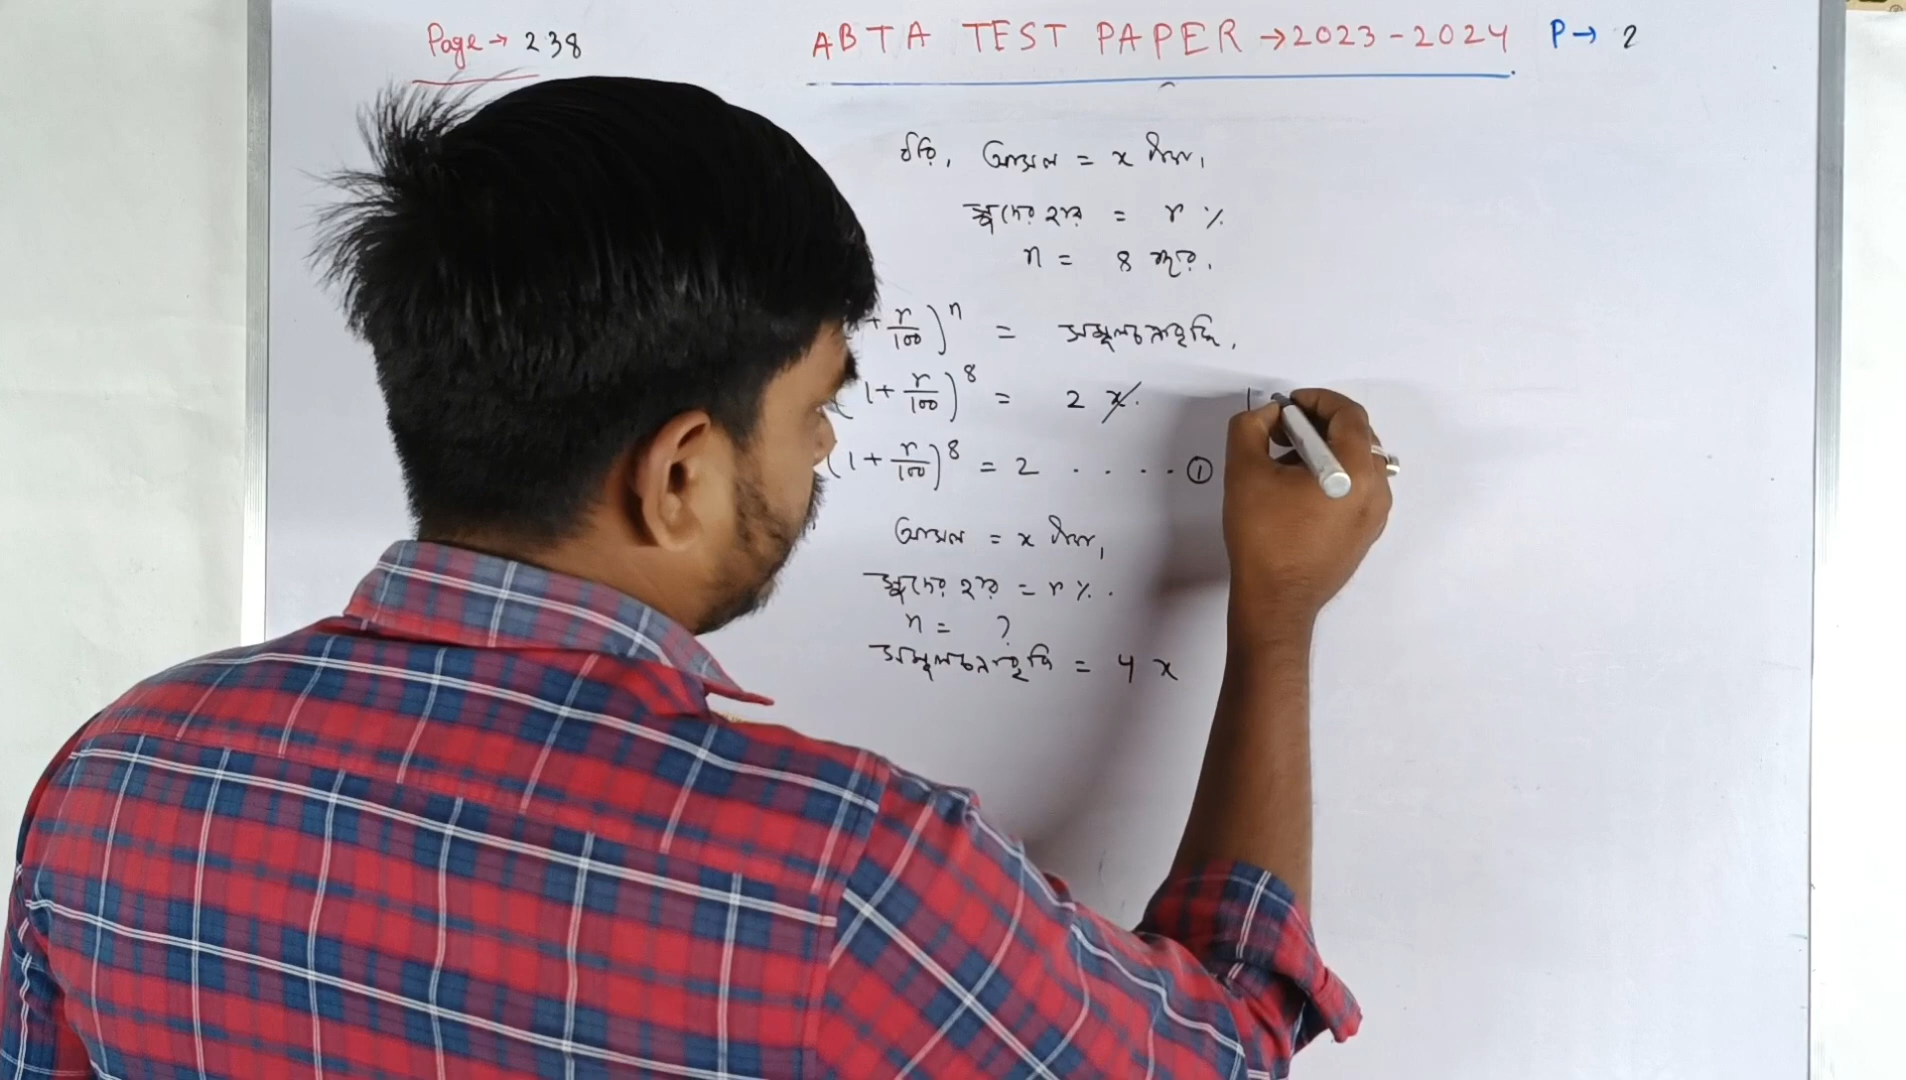 Page → 238
ABTA TEST PAPER → 2023-2024 P → 2
ধরি, আসল = x টাকা,
সুদের হার = r %
n = 8 বছর.
+ r/100)^n = সমূলচক্রবৃদ্ধি.
(1 + r/100)^8 = 2 x.
(1 + r/100)^8 = 2 . . . . ①
আসল = x টাকা,
সুদের হার = r %.
n = ?
সমূলচক্রবৃদ্ধি = 4 x